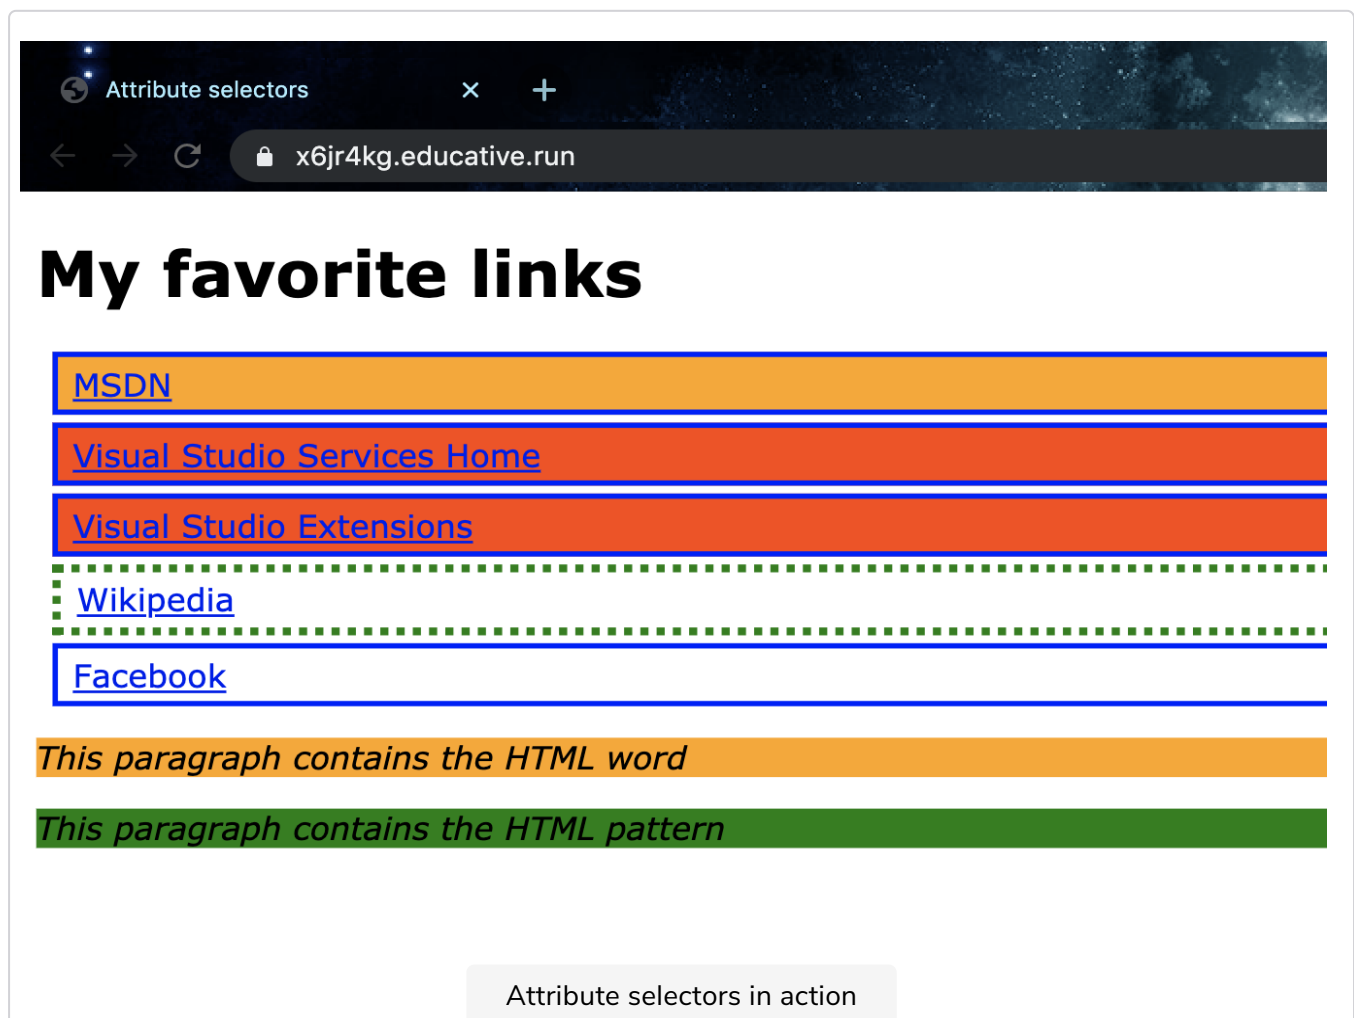 Attribute selectors
x6jr4kg.educative.run
My favorite links
MSDN
Visual Studio Services Home
Visual Studio Extensions
Wikipedia
Facebook
This paragraph contains the HTML word
This paragraph contains the HTML pattern
Attribute selectors in action